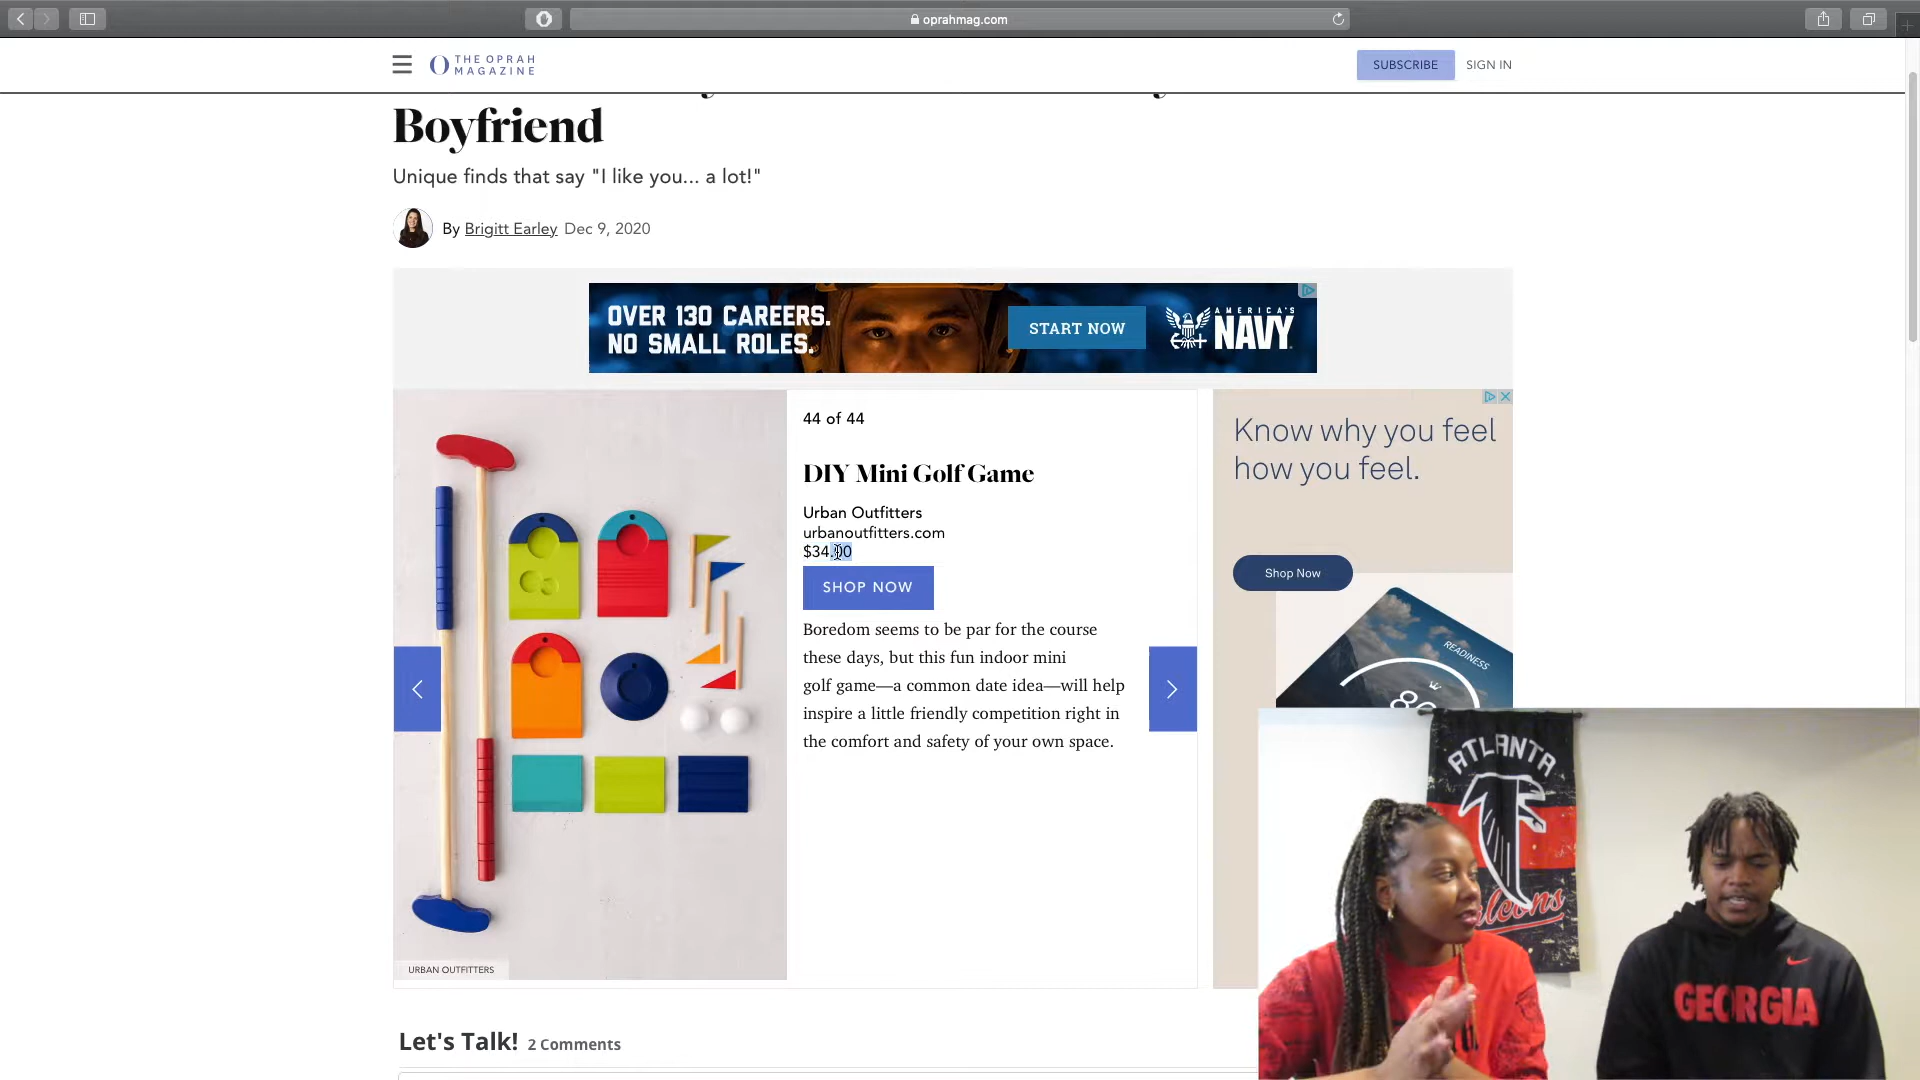 oprahmag.com
THE OPRAH
MAGAZINE
SUBSCRIBE
SIGN IN
Boyfriend
Unique finds that say "I like you... a lot!"
By Brigitt Earley Dec 9, 2020
OVER 130 CAREERS.
NO SMALL ROLES.
START NOW
AMERICA'S
NAVY
44 of 44
DIY Mini Golf Game
Urban Outfitters
urbanoutfitters.com
$34.00
SHOP NOW
Boredom seems to be par for the course
these days, but this fun indoor mini
golf game—a common date idea—will help
inspire a little friendly competition right in
the comfort and safety of your own space.
URBAN OUTFITTERS
Know why you feel
how you feel.
Shop Now
READINESS
ATLANTA
Falcons
GEORGIA
Let's Talk! 2 Comments